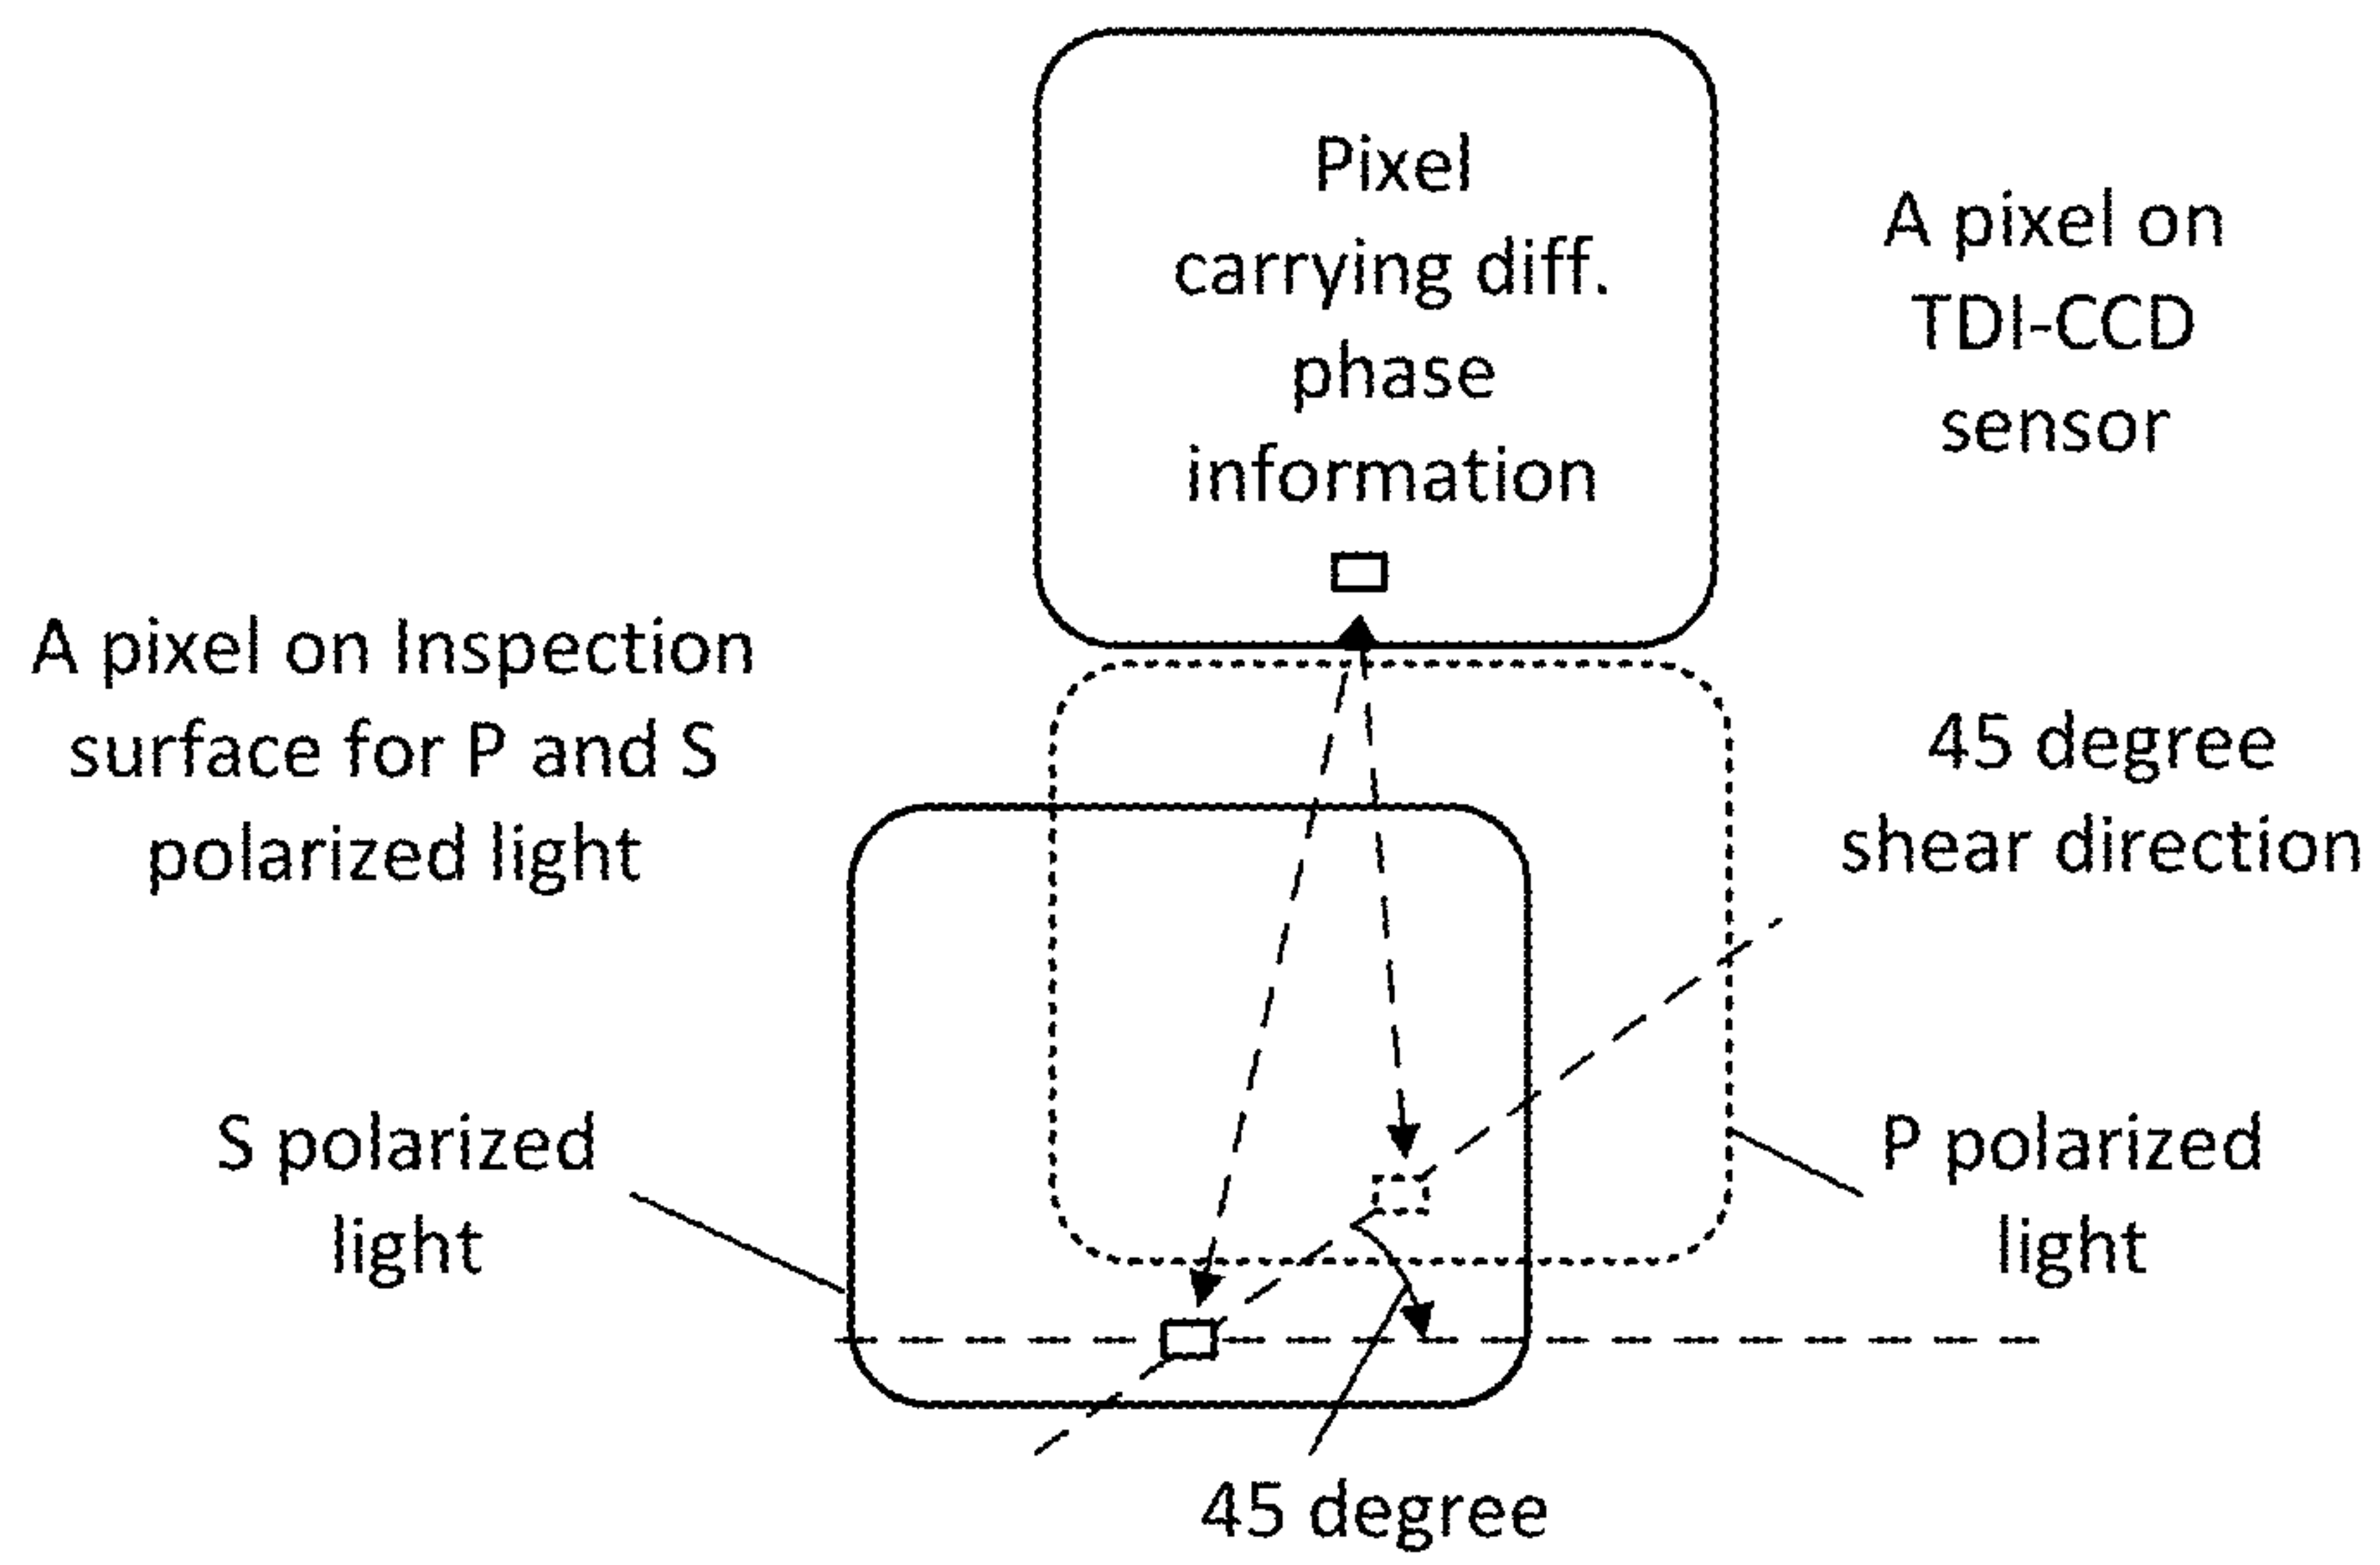 Pixel
carrying diff.
phase
information
A pixel on
TDI-CCD
sensor
A pixel on Inspection
surface for P and S
polarized light
45 degree
shear direction
S polarized
light
P polarized
light
45 degree